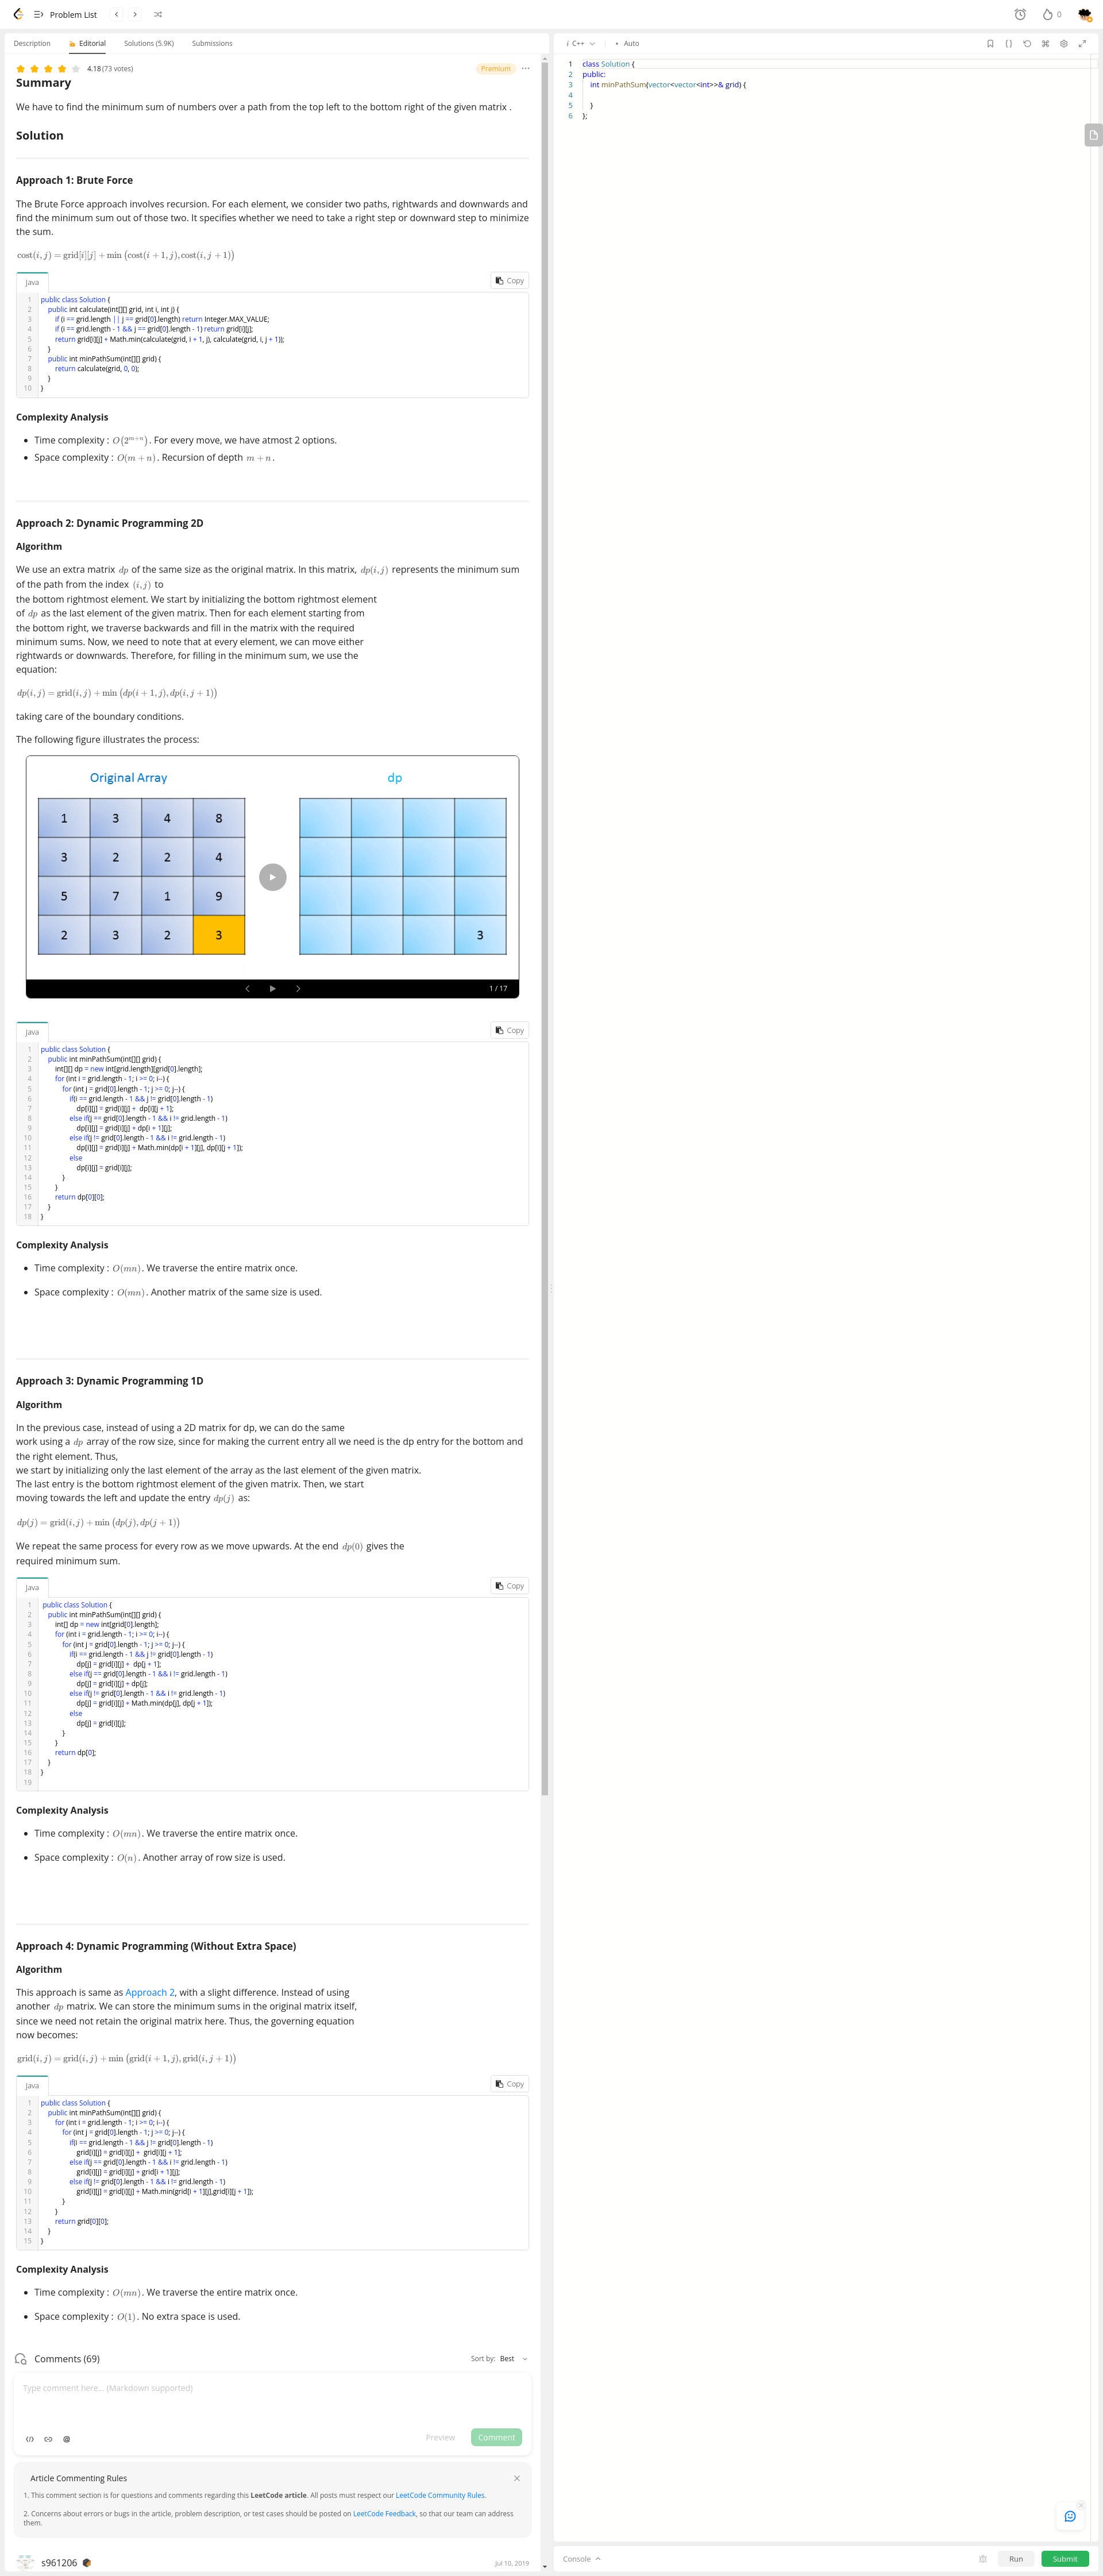 Problem List
0
Description
Editorial
Solutions (5.9K)
Submissions
4.18 (73 votes)
Premium
Summary
We have to find the minimum sum of numbers over a path from the top left to the bottom right of the given matrix .
Solution
Approach 1: Brute Force
The Brute Force approach involves recursion. For each element, we consider two paths, rightwards and downwards and
find the minimum sum out of those two. It specifies whether we need to take a right step or downward step to minimize
the sum.
cost(i, j) = grid[i][j] + min (cost(i + 1, j), cost(i, j + 1))
Java
Copy
1 public class Solution {
2 public int calculate(int[][] grid, int i, int j) {
3 if (i == grid.length || j == grid[0].length) return Integer.MAX_VALUE;
4 if (i == grid.length - 1 && j == grid[0].length - 1) return grid[i][j];
5 return grid[i][j] + Math.min(calculate(grid, i + 1, j), calculate(grid, i, j + 1));
6 }
7 public int minPathSum(int[][] grid) {
8 return calculate(grid, 0, 0);
9 }
10 }
Complexity Analysis
• Time complexity : O(2^{m+n}). For every move, we have atmost 2 options.
• Space complexity : O(m + n). Recursion of depth m + n.
Approach 2: Dynamic Programming 2D
Algorithm
We use an extra matrix dp of the same size as the original matrix. In this matrix, dp(i, j) represents the minimum sum
of the path from the index (i, j) to
the bottom rightmost element. We start by initializing the bottom rightmost element
of dp as the last element of the given matrix. Then for each element starting from
the bottom right, we traverse backwards and fill in the matrix with the required
minimum sums. Now, we need to note that at every element, we can move either
rightwards or downwards. Therefore, for filling in the minimum sum, we use the
equation:
dp(i, j) = grid(i, j) + min (dp(i + 1, j), dp(i, j + 1))
taking care of the boundary conditions.
The following figure illustrates the process:
Original Array
dp
1 3 4 8
3 2 2 4
5 7 1 9
2 3 2 3
3
1 / 17
Java
Copy
1 public class Solution {
2 public int minPathSum(int[][] grid) {
3 int[][] dp = new int[grid.length][grid[0].length];
4 for (int i = grid.length - 1; i >= 0; i--) {
5 for (int j = grid[0].length - 1; j >= 0; j--) {
6 if(i == grid.length - 1 && j != grid[0].length - 1)
7 dp[i][j] = grid[i][j] + dp[i][j + 1];
8 else if(j == grid[0].length - 1 && i != grid.length - 1)
9 dp[i][j] = grid[i][j] + dp[i + 1][j];
10 else if(j != grid[0].length - 1 && i != grid.length - 1)
11 dp[i][j] = grid[i][j] + Math.min(dp[i + 1][j], dp[i][j + 1]);
12 else
13 dp[i][j] = grid[i][j];
14 }
15 }
16 return dp[0][0];
17 }
18 }
Complexity Analysis
• Time complexity : O(mn). We traverse the entire matrix once.
• Space complexity : O(mn). Another matrix of the same size is used.
Approach 3: Dynamic Programming 1D
Algorithm
In the previous case, instead of using a 2D matrix for dp, we can do the same
work using a dp array of the row size, since for making the current entry all we need is the dp entry for the bottom and
the right element. Thus,
we start by initializing only the last element of the array as the last element of the given matrix.
The last entry is the bottom rightmost element of the given matrix. Then, we start
moving towards the left and update the entry dp(j) as:
dp(j) = grid(i, j) + min (dp(j), dp(j + 1))
We repeat the same process for every row as we move upwards. At the end dp(0) gives the
required minimum sum.
Java
Copy
1 public class Solution {
2 public int minPathSum(int[][] grid) {
3 int[] dp = new int[grid[0].length];
4 for (int i = grid.length - 1; i >= 0; i--) {
5 for (int j = grid[0].length - 1; j >= 0; j--) {
6 if(i == grid.length - 1 && j != grid[0].length - 1)
7 dp[j] = grid[i][j] + dp[j + 1];
8 else if(j == grid[0].length - 1 && i != grid.length - 1)
9 dp[j] = grid[i][j] + dp[j];
10 else if(j != grid[0].length - 1 && i != grid.length - 1)
11 dp[j] = grid[i][j] + Math.min(dp[j], dp[j + 1]);
12 else
13 dp[j] = grid[i][j];
14 }
15 }
16 return dp[0];
17 }
18 }
19
Complexity Analysis
• Time complexity : O(mn). We traverse the entire matrix once.
• Space complexity : O(n). Another array of row size is used.
Approach 4: Dynamic Programming (Without Extra Space)
Algorithm
This approach is same as Approach 2, with a slight difference. Instead of using
another dp matrix. We can store the minimum sums in the original matrix itself,
since we need not retain the original matrix here. Thus, the governing equation
now becomes:
grid(i, j) = grid(i, j) + min (grid(i + 1, j), grid(i, j + 1))
Java
Copy
1 public class Solution {
2 public int minPathSum(int[][] grid) {
3 for (int i = grid.length - 1; i >= 0; i--) {
4 for (int j = grid[0].length - 1; j >= 0; j--) {
5 if(i == grid.length - 1 && j != grid[0].length - 1)
6 grid[i][j] = grid[i][j] + grid[i][j + 1];
7 else if(j == grid[0].length - 1 && i != grid.length - 1)
8 grid[i][j] = grid[i][j] + grid[i + 1][j];
9 else if(j != grid[0].length - 1 && i != grid.length - 1)
10 grid[i][j] = grid[i][j] + Math.min(grid[i + 1][j],grid[i][j + 1]);
11 }
12 }
13 return grid[0][0];
14 }
15 }
Complexity Analysis
• Time complexity : O(mn). We traverse the entire matrix once.
• Space complexity : O(1). No extra space is used.
Comments (69)
Sort by: Best
Type comment here... (Markdown supported)
Preview
Comment
Article Commenting Rules
1. This comment section is for questions and comments regarding this LeetCode article. All posts must respect our LeetCode Community Rules.
2. Concerns about errors or bugs in the article, problem description, or test cases should be posted on LeetCode Feedback, so that our team can address
them.
s961206
Jul 10, 2019
i C++
• Auto
1 class Solution {
2 public:
3 int minPathSum(vector<vector<int>>& grid) {
4
5 }
6 };
Console
Run
Submit